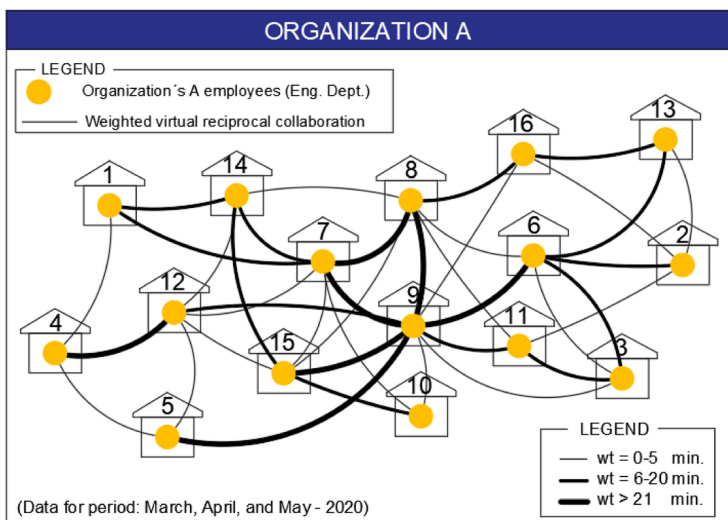 ORGANIZATION A
LEGEND
Organization´s A employees (Eng. Dept.)
Weighted virtual reciprocal collaboration
13
16
1
14
8
7
6
2
12
9
4
15
11
3
10
5
LEGEND
wt = 0-5 min.
wt = 6-20 min.
wt > 21 min.
(Data for period: March, April, and May - 2020)